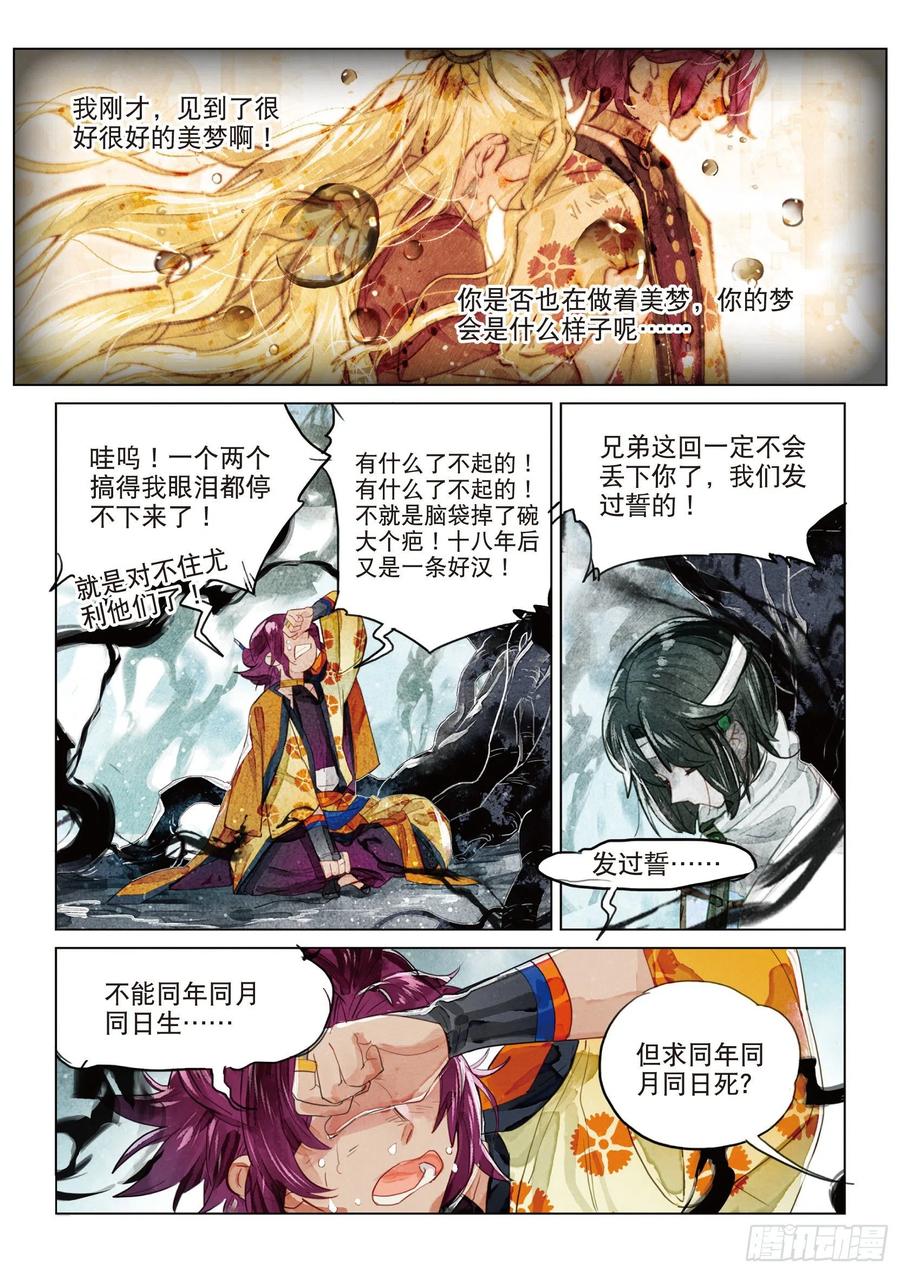 我刚才，见到了很
好很好的美梦啊！
你是否也在做着美梦，你的梦
会是什么样子呢……
哇呜！一个两个
搞得我眼泪都停
不下来了！
就是对不住尤
利他们了！
有什么了不起的！
有什么了不起的！
不就是脑袋掉了碗
大个疤！十八年后
又是一条好汉！
兄弟这回一定不会
丢下你了，我们发
过誓的！
发过誓……
不能同年同月
同日生……
但求同年同
月同日死？
腾讯动漫